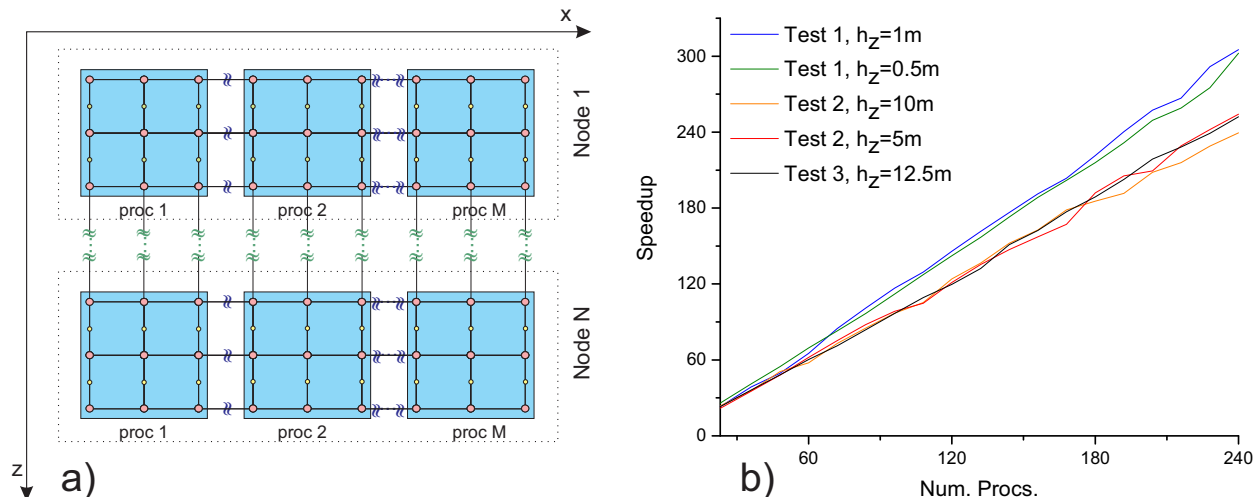 x
Node 1
proc 1
proc 2
proc M
Node N
proc 1
proc 2
proc M
z
a)
Test 1, hz=1m
Test 1, hz=0.5m
Test 2, hz=10m
Test 2, hz=5m
Test 3, hz=12.5m
Speedup
300
240
180
120
60
0
60
120
180
240
Num. Procs.
b)